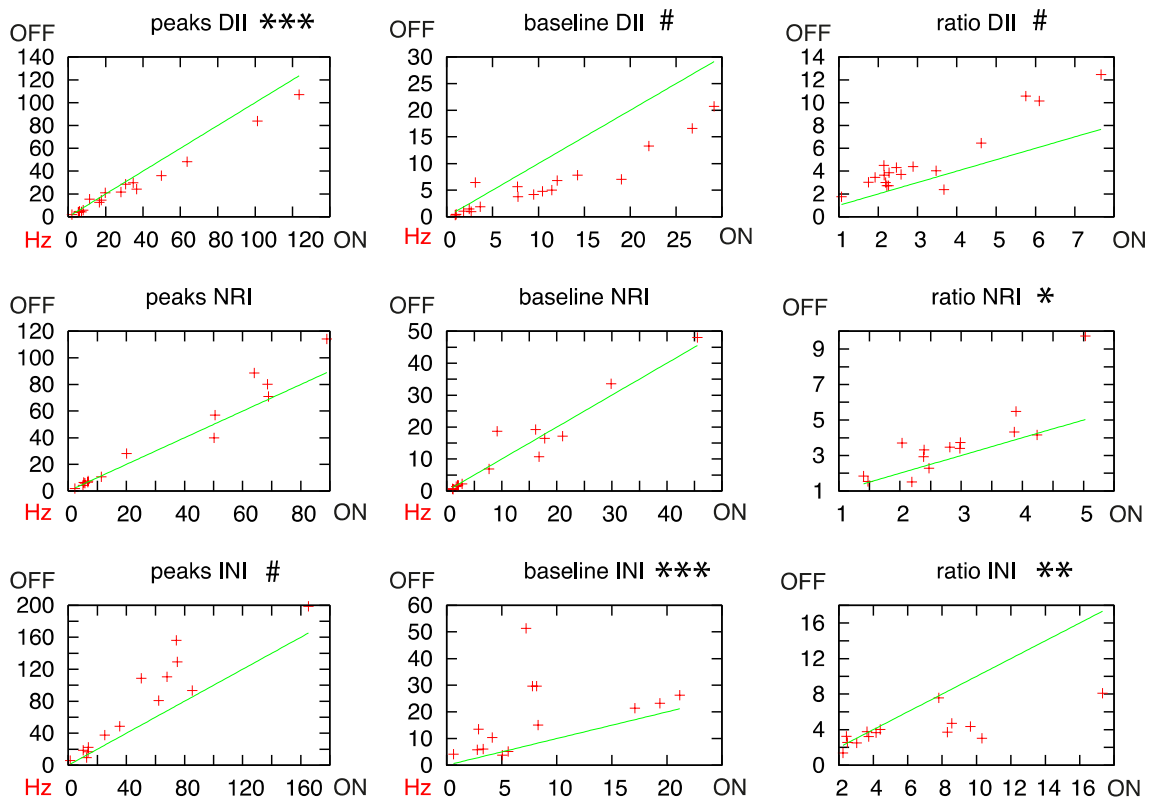 peaks DII ***
OFF
140
120
100
80
60
40
20
0
0 20 40 60 80 100 120
Hz
ON
baseline DII #
OFF
30
25
20
15
10
5
0
0 5 10 15 20 25
Hz
ON
ratio DII #
OFF
14
12
10
8
6
4
2
0
1 2 3 4 5 6 7
ON
peaks NRI
OFF
120
100
80
60
40
20
0
0 20 40 60 80
Hz
ON
baseline NRI
OFF
50
40
30
20
10
0
0 10 20 30 40
Hz
ON
ratio NRI *
OFF
9
7
5
3
1
1 2 3 4 5
ON
peaks INI #
OFF
200
160
120
80
40
0
0 40 80 120 160
Hz
ON
baseline INI ***
OFF
60
50
40
30
20
10
0
0 5 10 15 20
Hz
ON
ratio INI **
OFF
16
12
8
4
0
2 4 6 8 10 12 14 16
ON